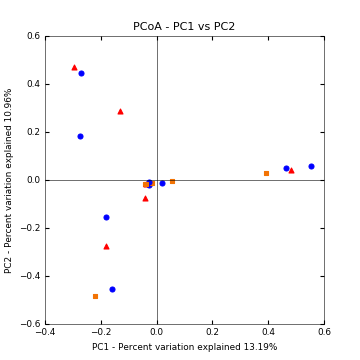 PCoA - PC1 vs PC2
0.6
0.4
0.2
0.0
−0.2
−0.4
−0.6
PC2 - Percent variation explained 10.96%
−0.4 −0.2 0.0 0.2 0.4 0.6
PC1 - Percent variation explained 13.19%